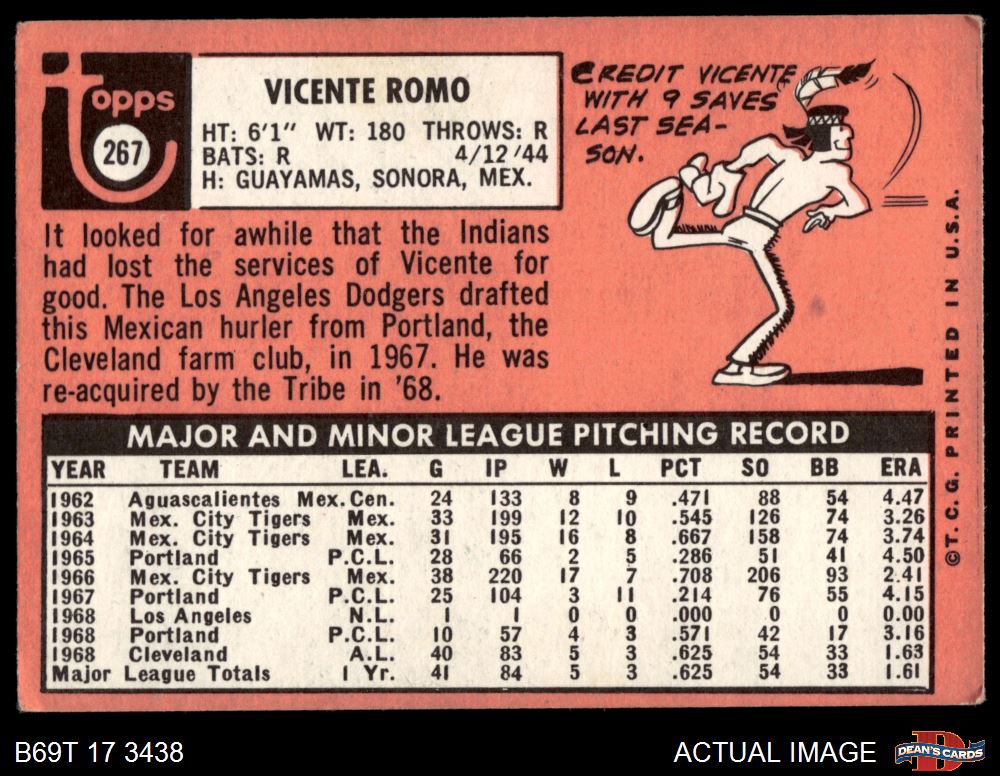 Topps
267
VICENTE ROMO
HT: 6'1" WT: 180 THROWS: R
BATS: R 4/12/'44
H: GUAYAMAS, SONORA, MEX.
CREDIT VICENTE
WITH 9 SAVES
LAST SEA-
SON.
It looked for awhile that the Indians
had lost the services of Vicente for
good. The Los Angeles Dodgers drafted
this Mexican hurler from Portland, the
Cleveland farm club, in 1967. He was
re-acquired by the Tribe in '68.
©T.C.G. PRINTED IN U.S.A.
MAJOR AND MINOR LEAGUE PITCHING RECORD
YEAR TEAM LEA. G IP W L PCT SO BB ERA
1962 Aguascalientes Mex. Cen. 24 133 8 9 .471 88 54 4.47
1963 Mex. City Tigers Mex. 33 199 12 10 .545 126 74 3.26
1964 Mex. City Tigers Mex. 31 195 16 8 .667 158 74 3.74
1965 Portland P.C.L. 28 66 2 5 .286 51 41 4.50
1966 Mex. City Tigers Mex. 38 220 17 7 .708 206 93 2.41
1967 Portland P.C.L. 25 104 3 11 .214 76 55 4.15
1968 Los Angeles N.L. 1 1 0 0 .000 0 0 0.00
1968 Portland P.C.L. 10 57 4 3 .571 42 17 3.16
1968 Cleveland A.L. 40 83 5 3 .625 54 33 1.63
Major League Totals 1 Yr. 41 84 5 3 .625 54 33 1.61
B69T 17 3438
ACTUAL IMAGE
D
DEAN'S CARDS